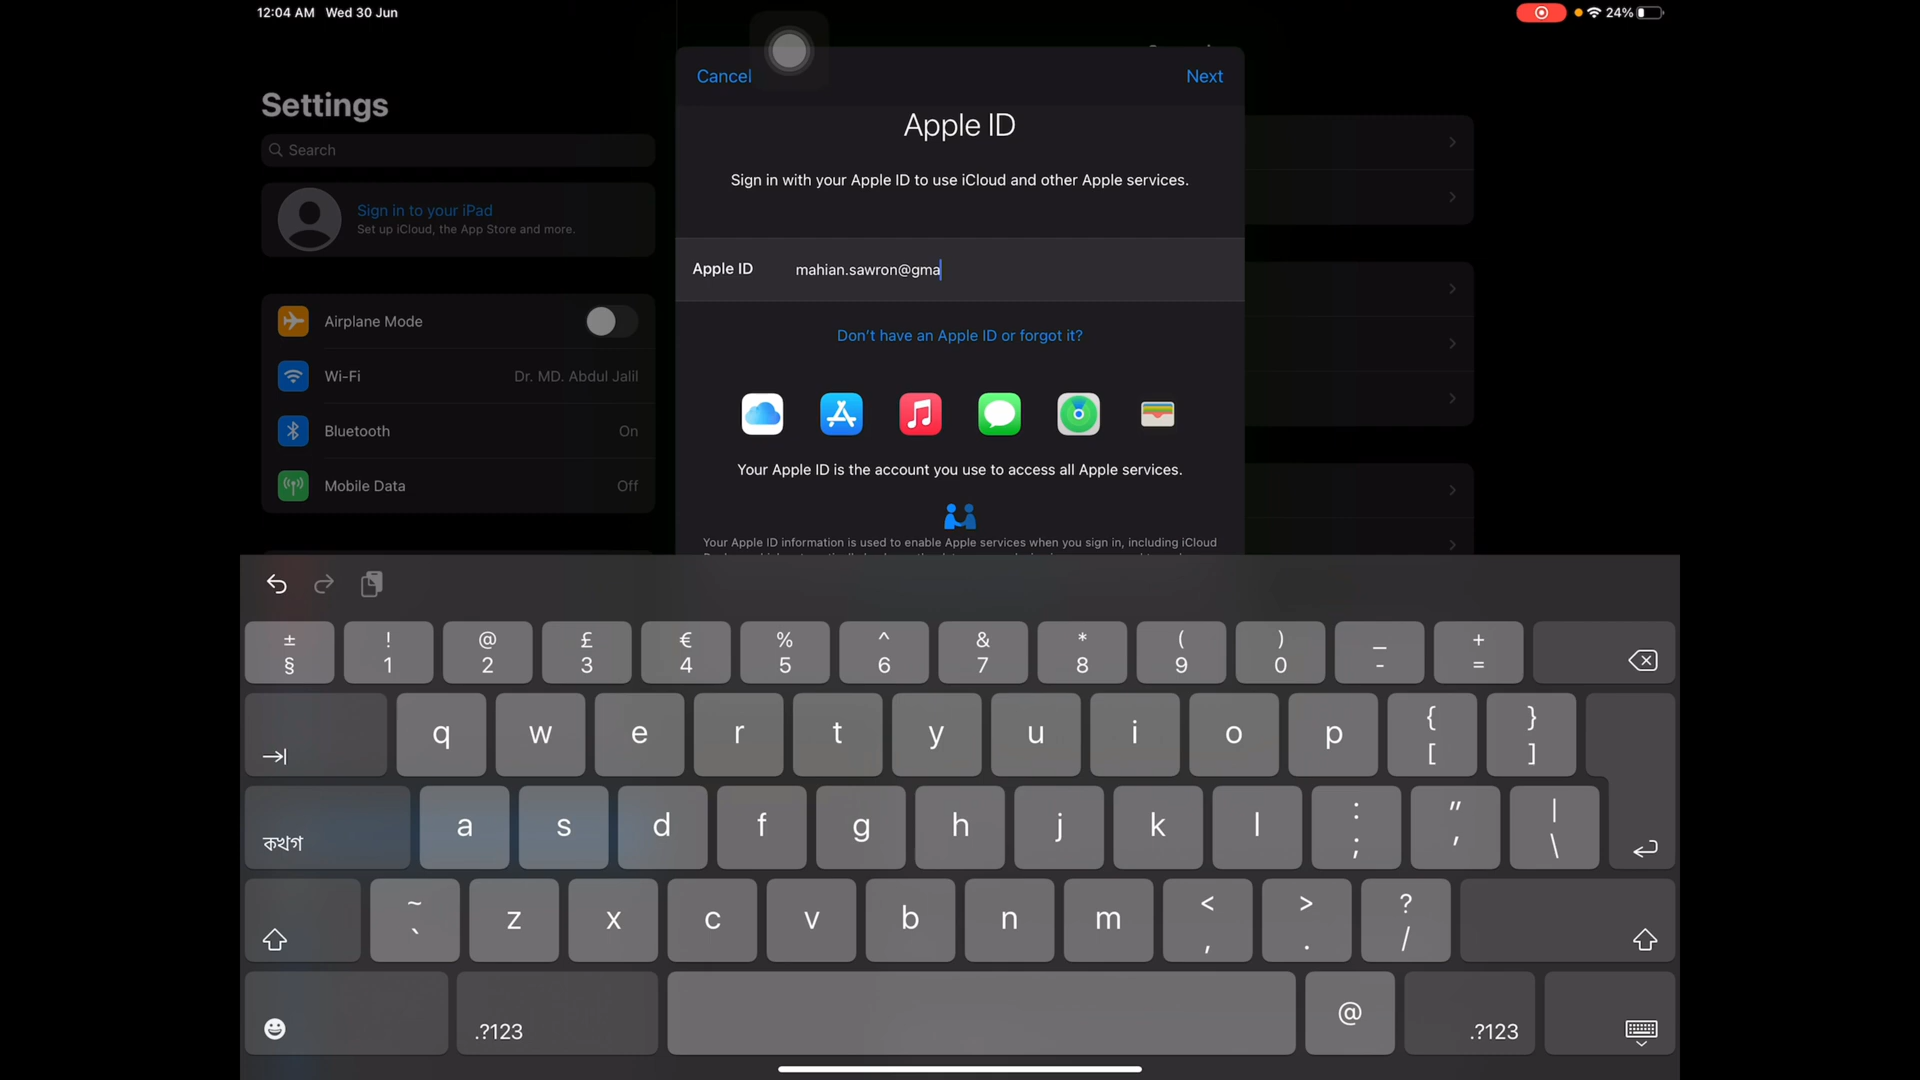 12:04 AM Wed 30 Jun
24%
Settings
Search
Sign in to your iPad
Set up iCloud, the App Store and more.
Airplane Mode
Wi-Fi Dr. MD. Abdul Jalil
Bluetooth On
Mobile Data Off
Cancel Next
Apple ID
Sign in with your Apple ID to use iCloud and other Apple services.
Apple ID mahian.sawron@gma
Don't have an Apple ID or forgot it?
Your Apple ID is the account you use to access all Apple services.
Your Apple ID information is used to enable Apple services when you sign in, including iCloud
± ! @ £ € % ^ & * ( ) _ +
§ 1 2 3 4 5 6 7 8 9 0 - =
q w e r t y u i o p { }
[ ]
কখগ a s d f g h j k l : " |
; ' \
~ z x c v b n m < > ?
` , . /
.?123 @ .?123